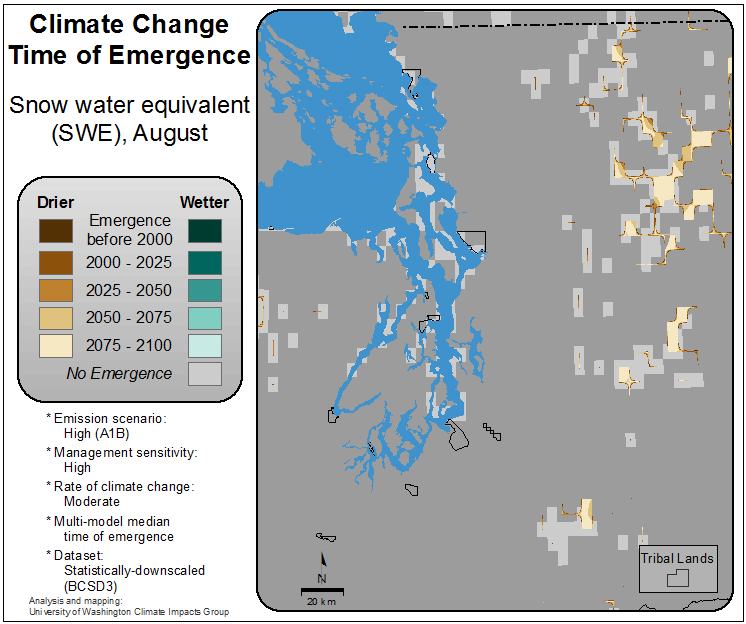 Climate Change
Time of Emergence
Snow water equivalent
(SWE), August
Drier
Wetter
Emergence
before 2000
2000 - 2025
2025 - 2050
2050 - 2075
2075 - 2100
No Emergence
* Emission scenario:
High (A1B)
* Management sensitivity:
High
* Rate of climate change:
Moderate
* Multi-model median
time of emergence
* Dataset:
Statistically-downscaled
(BCSD3)
Analysis and mapping:
University of Washington Climate Impacts Group
N
20 km
Tribal Lands